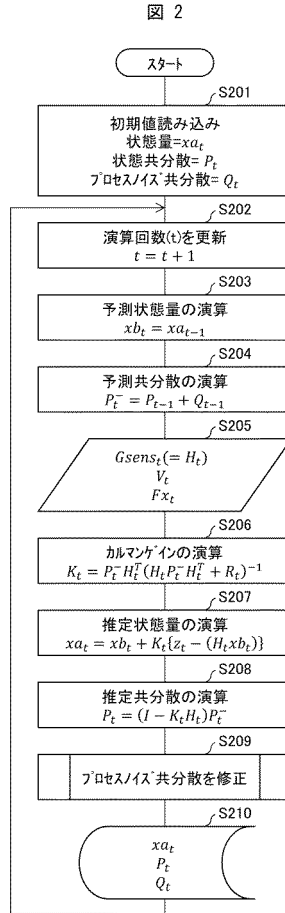 図 2
スタート
S201
初期値読み込み
状態量=xa_t
状態共分散= P_t
プロセスノイズ共分散= Q_t
S202
演算回数(t)を更新
t = t + 1
S203
予測状態量の演算
xb_t = xa_{t-1}
S204
予測共分散の演算
P_t^- = P_{t-1} + Q_{t-1}
S205
Gsens_t(= H_t)
V_t
Fx_t
S206
カルマンゲインの演算
K_t = P_t^- H_t^T (H_t P_t^- H_t^T + R_t)^{-1}
S207
推定状態量の演算
xa_t = xb_t + K_t{z_t − (H_t xb_t)}
S208
推定共分散の演算
P_t = (I − K_t H_t)P_t^-
S209
プロセスノイズ共分散を修正
S210
xa_t
P_t
Q_t